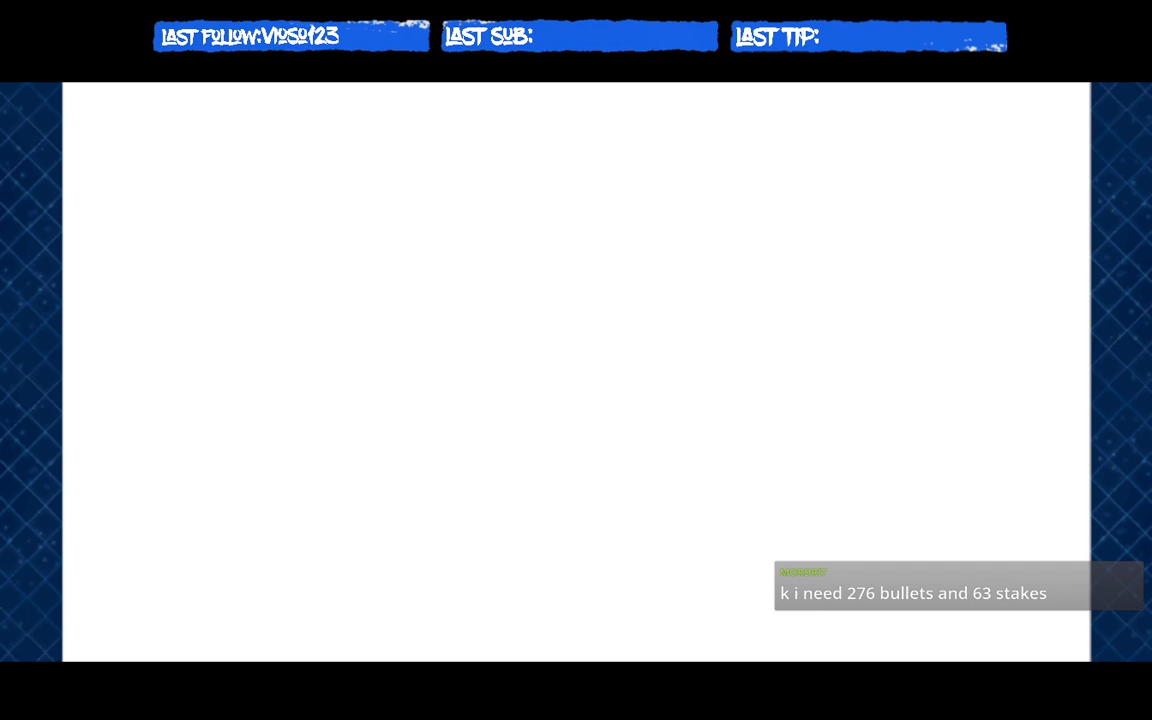 LAST FOLLOW:VIOSO123
LAST SUB:
LAST TIP:
k i need 276 bullets and 63 stakes